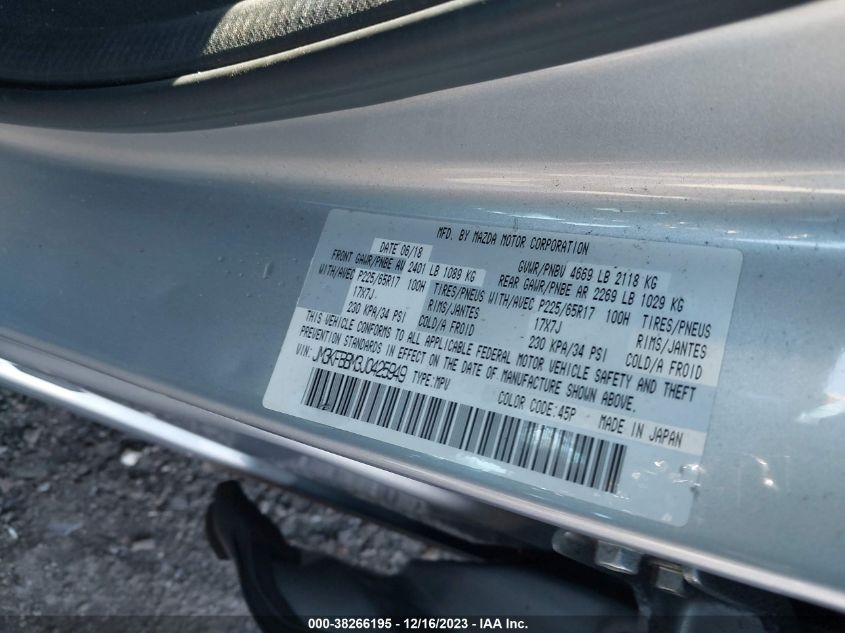 MFD. BY MAZDA MOTOR CORPORATION
DATE 06/18 GVWR/PNBV 4669 LB 2118 KG
FRONT GAWR/PNBE AV 2401 LB 1089 KG REAR GAWR/PNBE AR 2269 LB 1029 KG
WITH/AVEC P225/65R17 100H TIRES/PNEUS WITH/AVEC P225/65R17 100H TIRES/PNEUS
17X7J RIMS/JANTES 17X7J RIMS/JANTES
230 KPA/34 PSI COLD/A FROID 230 KPA/34 PSI COLD/A FROID
THIS VEHICLE CONFORMS TO ALL APPLICABLE FEDERAL MOTOR VEHICLE SAFETY AND THEFT
PREVENTION STANDARDS IN EFFECT ON THE DATE OF MANUFACTURE SHOWN ABOVE.
VIN: JM3KFBBM3J0425949 TYPE:MPV
COLOR CODE:45P MADE IN JAPAN
000-38266195 - 12/16/2023 - IAA Inc.